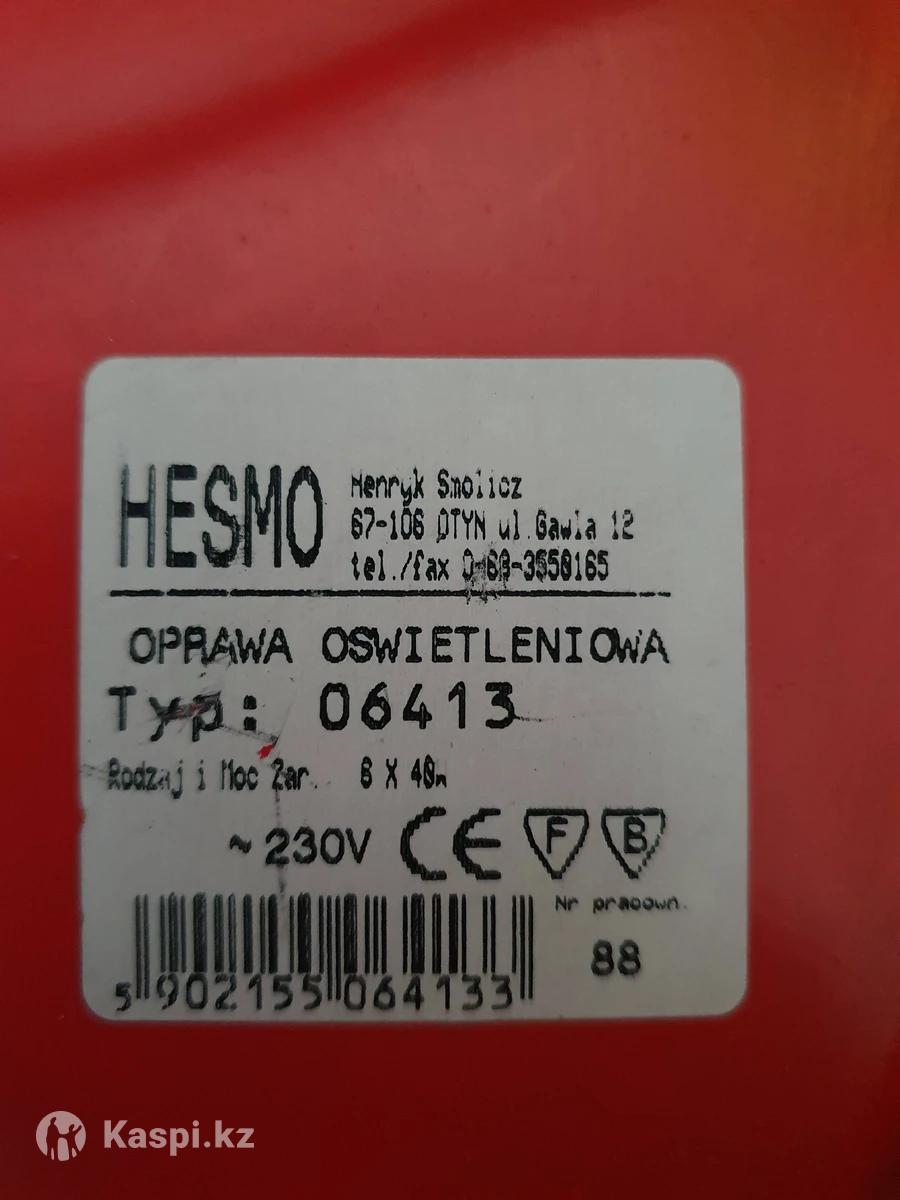 HESMO
Henryk Smolicz
67-106 OTYN ul.Gawla 12
tel./fax 0-68-3550165
OPRAWA OSWIETLENIOWA
Typ: 06413
Rodzaj i Moc Zar. 6 X 40w
~230V CE F B
Nr pracown.
88
5 902155 064133
Kaspi.kz